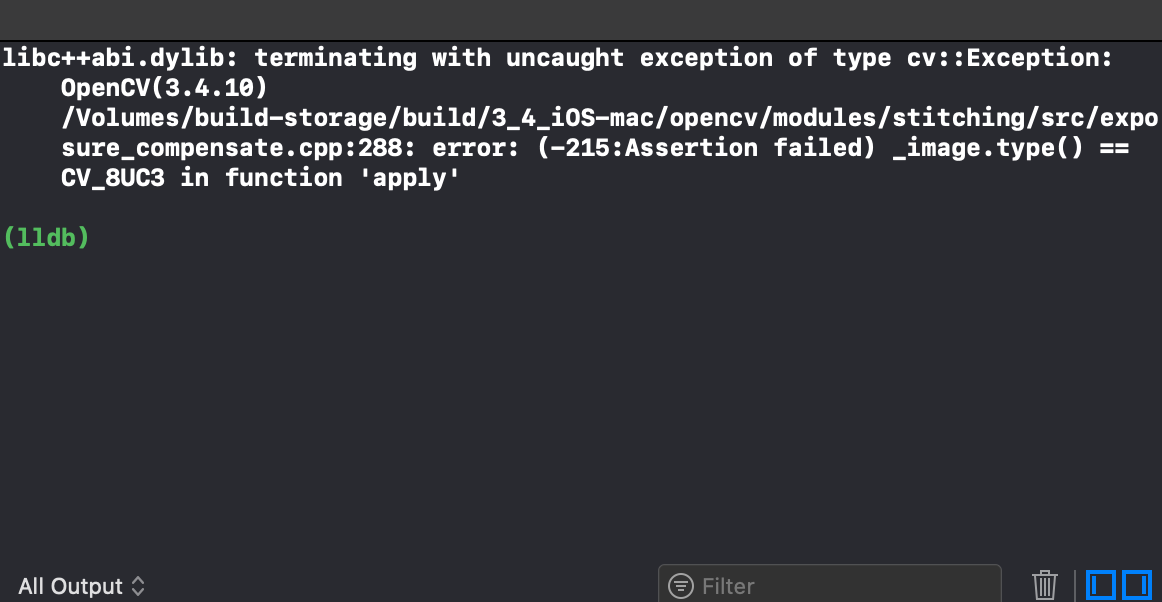 libc++abi.dylib: terminating with uncaught exception of type cv::Exception:
OpenCV(3.4.10)
/Volumes/build-storage/build/3_4_iOS-mac/opencv/modules/stitching/src/expo
sure_compensate.cpp:288: error: (-215:Assertion failed) _image.type() ==
CV_8UC3 in function 'apply'
(lldb)
All Output
Filter